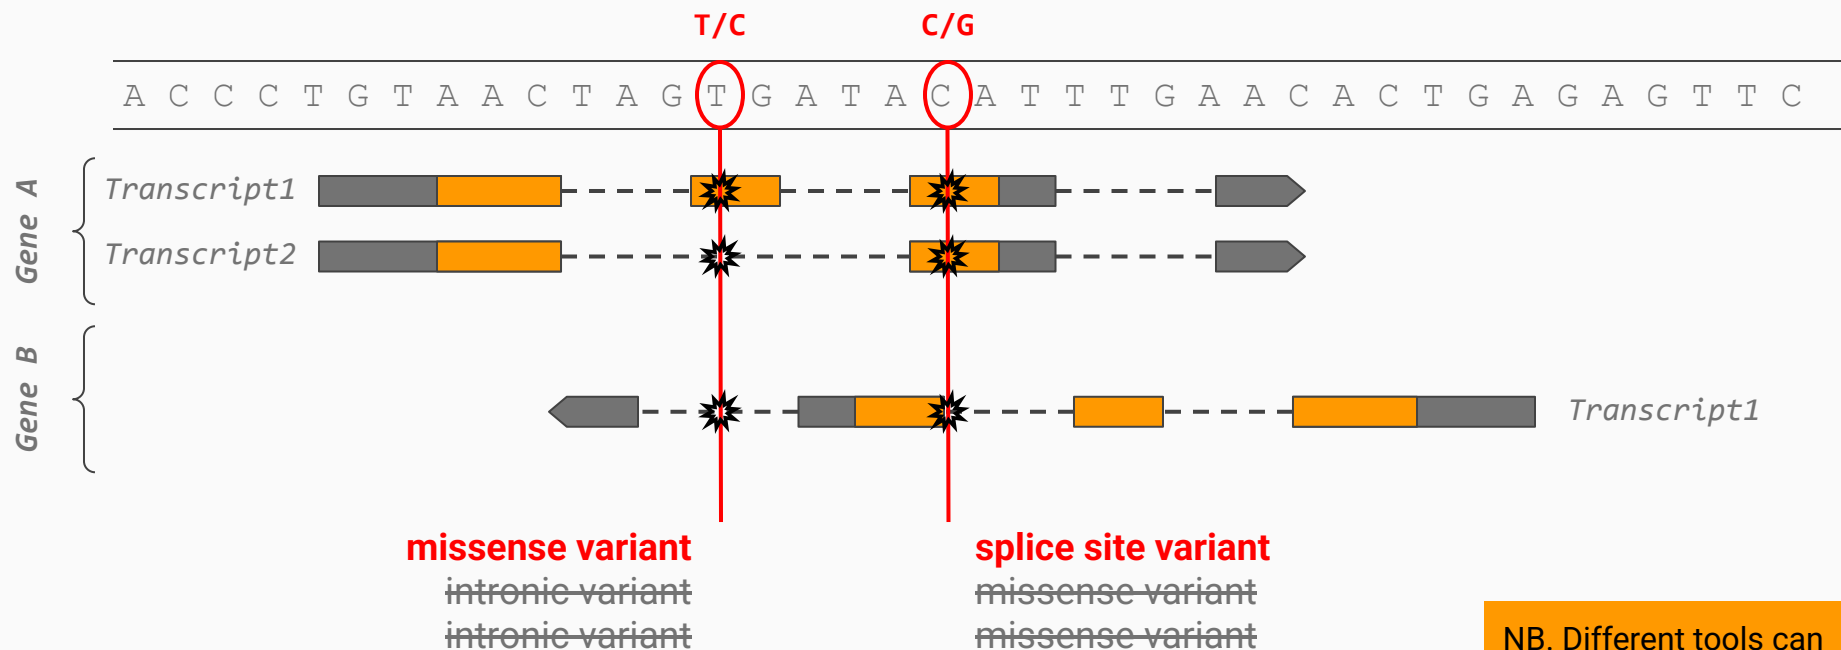 T/C C/G
A C C C T G T A A C T A G T G A T A C A T T T G A A C A C T G A G A G T T C
Gene A
Transcript1
Transcript2
Gene B
Transcript1
missense variant
intronic variant
intronic variant
splice site variant
missense variant
missense variant
NB. Different tools can